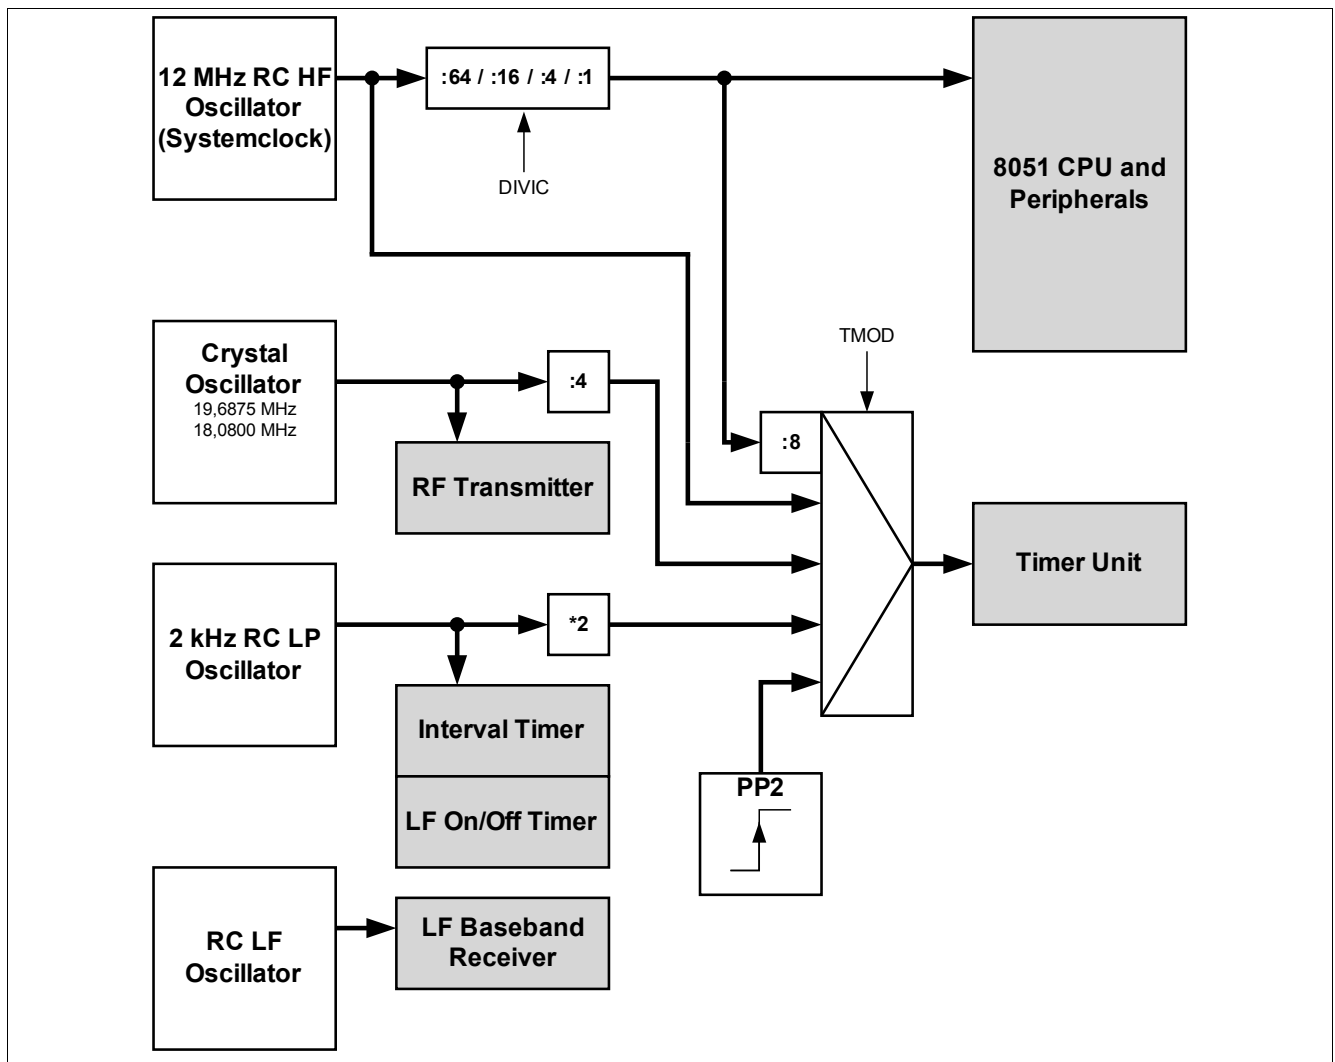 12 MHz RC HF
Oscillator
(Systemclock)
:64 / :16 / :4 / :1
DIVIC
8051 CPU and
Peripherals
Crystal
Oscillator
19,6875 MHz
18,0800 MHz
:4
RF Transmitter
TMOD
:8
Timer Unit
2 kHz RC LP
Oscillator
*2
Interval Timer
LF On/Off Timer
PP2
RC LF
Oscillator
LF Baseband
Receiver